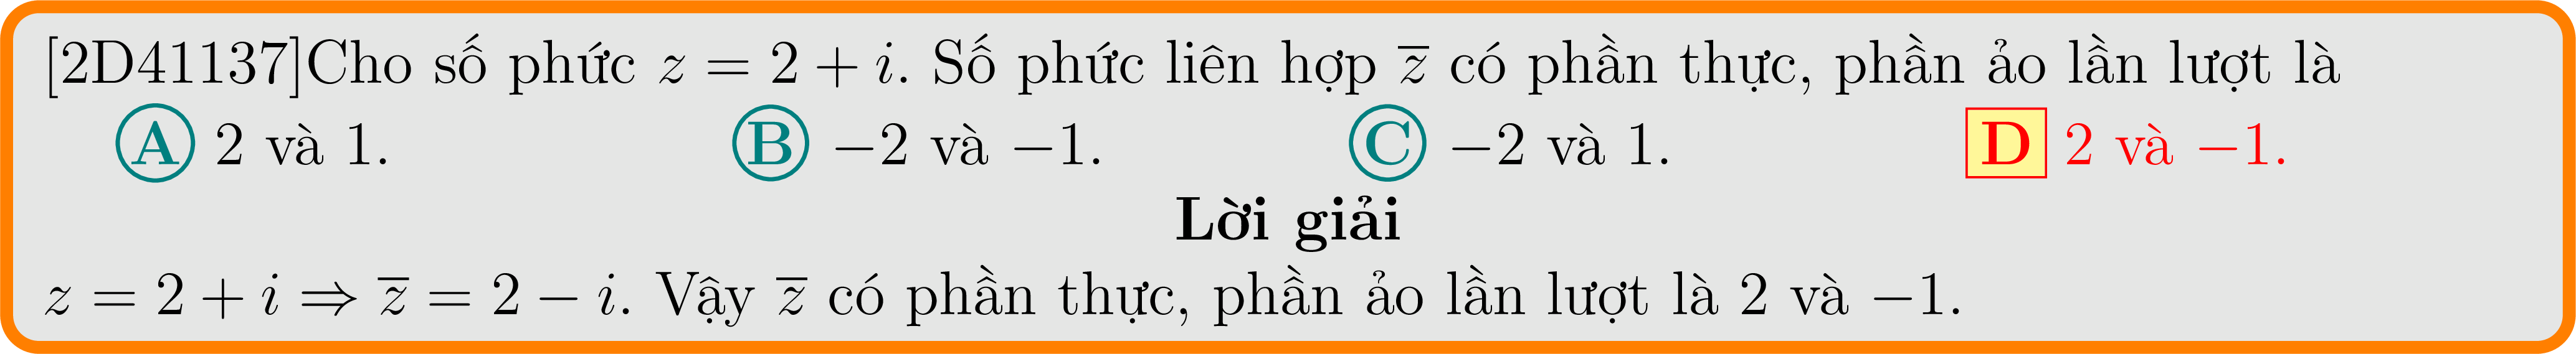 [2D41137]Cho số phức z = 2 + i. Số phức liên hợp z̅ có phần thực, phần ảo lần lượt là
A 2 và 1. B −2 và −1. C −2 và 1. D 2 và −1.
Lời giải
z = 2 + i ⇒ z̅ = 2 − i. Vậy z̅ có phần thực, phần ảo lần lượt là 2 và −1.